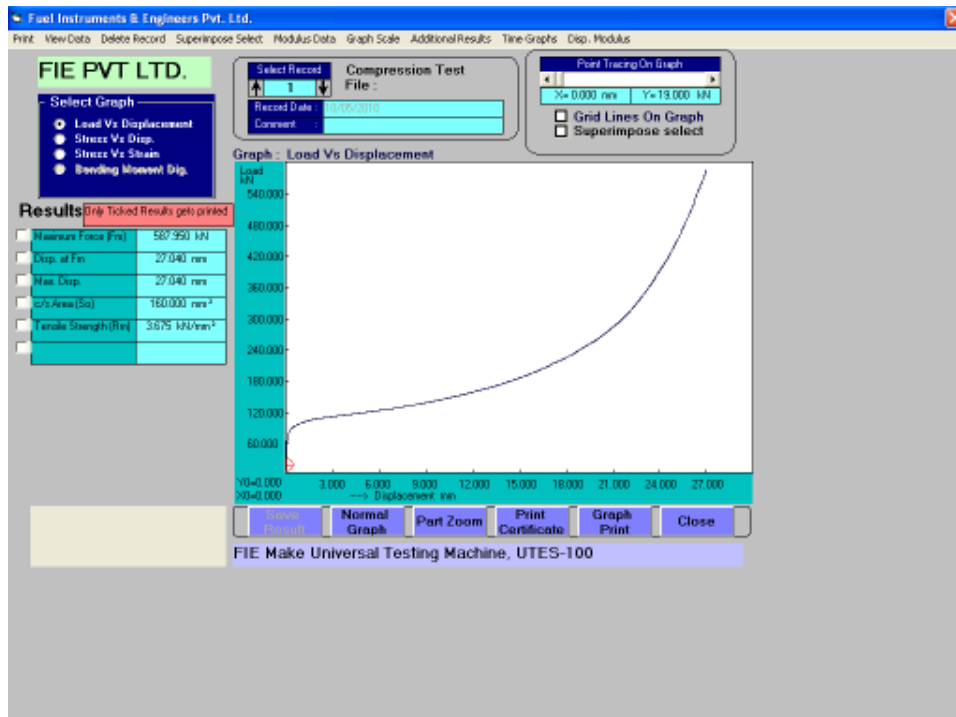 Fuel Instruments & Engineers Pvt. Ltd.
Print View Data Delete Record Superimpose Select Modulus Data Graph Scale Additional Results Time Graphs Disp. Modulus
FIE PVT LTD.
Select Graph
Load Vs Displacement
Stress Vs Disp.
Stress Vs Strain
Bending Moment Dig.
Select Record
1
Compression Test
File :
Record Date : 10/05/2010
Comment :
Point Tracing On Graph
X= 0.000 mm Y= 19.000 kN
Grid Lines On Graph
Superimpose select
Graph : Load Vs Displacement
Results Only Ticked Results gets printed
Maximum Force (Fm) 587.950 kN
Disp. at Fm 27.040 mm
Max. Disp. 27.040 mm
c/s Area (So) 160.000 mm²
Tensile Strength (Rm) 3.675 kN/mm²
Load
kN
540.000
480.000
420.000
360.000
300.000
240.000
180.000
120.000
60.000
Y0=0.000
X0=0.000
3.000 6.000 9.000 12.000 15.000 18.000 21.000 24.000 27.000
---> Displacement mm
Save Result
Normal Graph
Part Zoom
Print Certificate
Graph Print
Close
FIE Make Universal Testing Machine, UTES-100